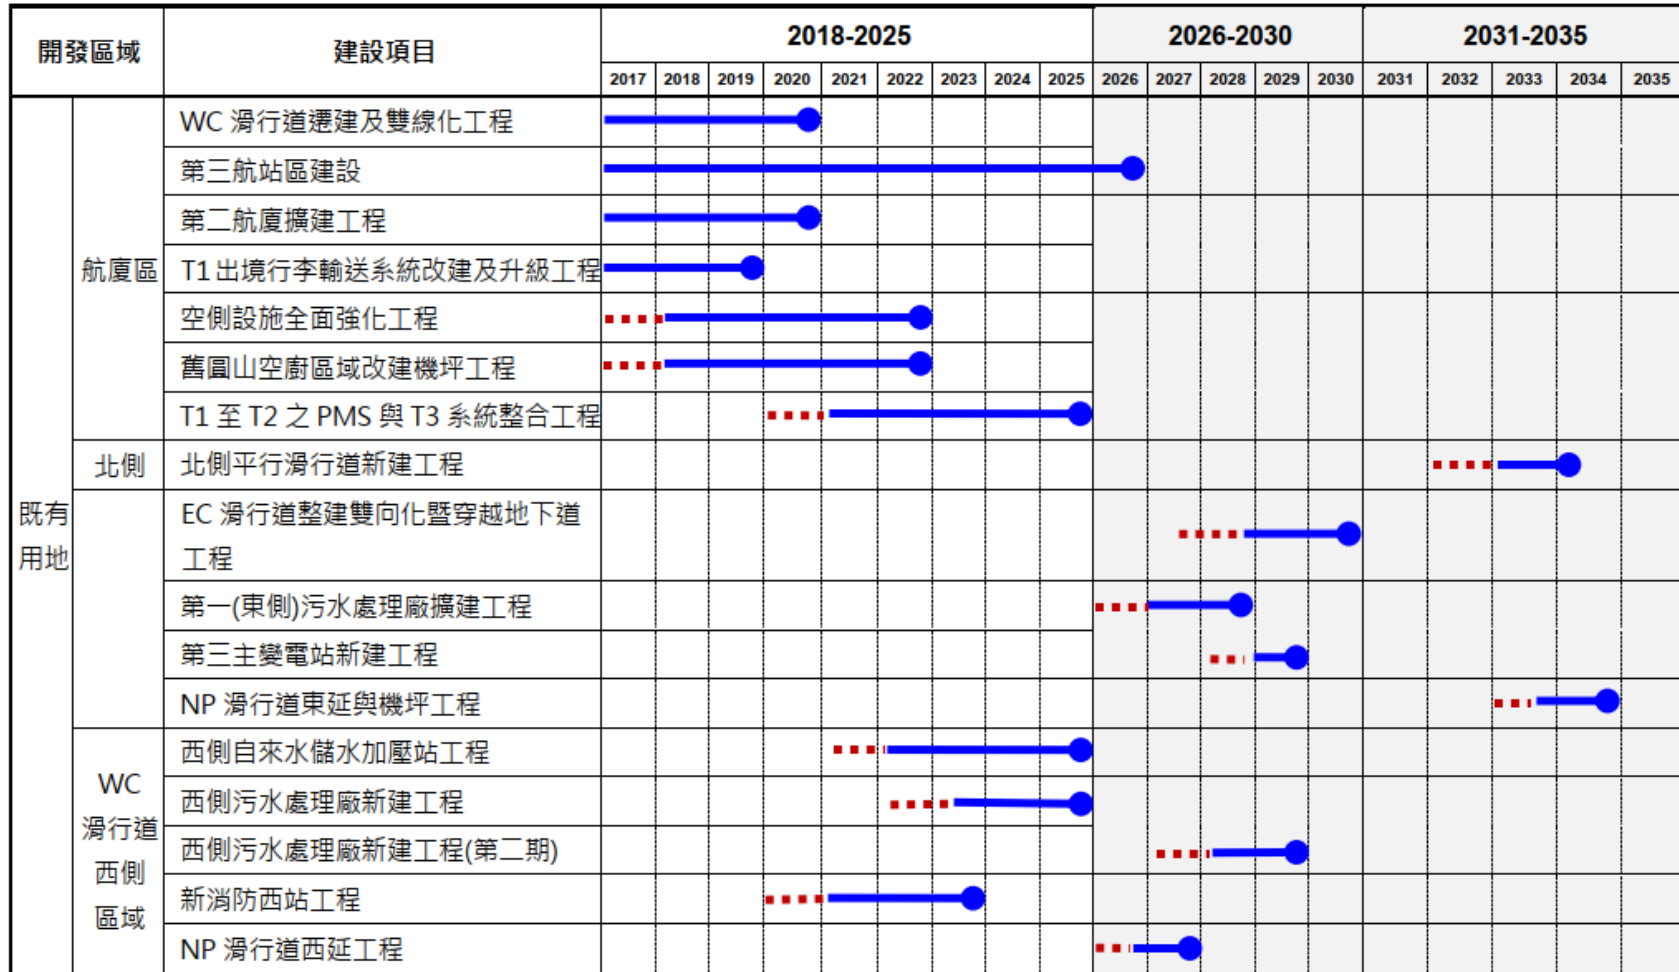 開發區域 建設項目 2018-2025 2026-2030 2031-2035
2017 2018 2019 2020 2021 2022 2023 2024 2025 2026 2027 2028 2029 2030 2031 2032 2033 2034 2035
既有
用地
航廈區
WC 滑行道遷建及雙線化工程
第三航站區建設
第二航廈擴建工程
T1 出境行李輸送系統改建及升級工程
空側設施全面強化工程
舊圓山空廚區域改建機坪工程
T1 至 T2 之 PMS 與 T3 系統整合工程
北側
北側平行滑行道新建工程
EC 滑行道整建雙向化暨穿越地下道
工程
第一(東側)污水處理廠擴建工程
第三主變電站新建工程
NP 滑行道東延與機坪工程
WC
滑行道
西側
區域
西側自來水儲水加壓站工程
西側污水處理廠新建工程
西側污水處理廠新建工程(第二期)
新消防西站工程
NP 滑行道西延工程